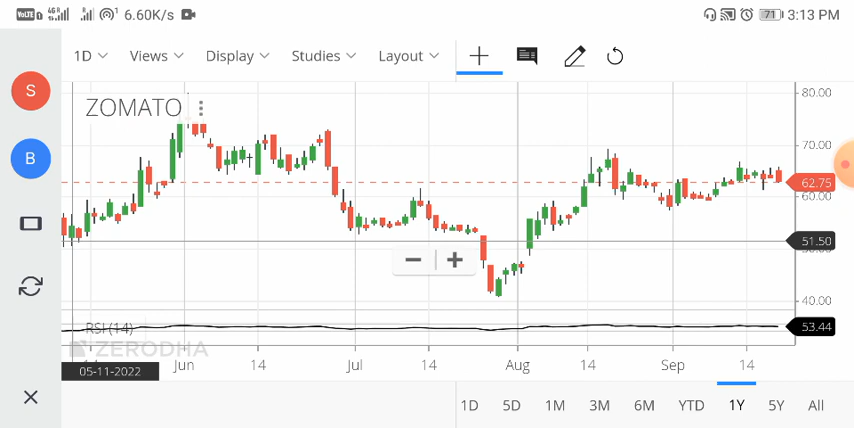 VoLTE 4G 6.60K/s 71 3:13 PM
1D Views Display Studies Layout
S
B
ZOMATO
80.00
70.00
62.75
60.00
51.50
40.00
RSI (14)
53.44
ZERODHA
05-11-2022 Jun 14 Jul 14 Aug 14 Sep 14
1D 5D 1M 3M 6M YTD 1Y 5Y All